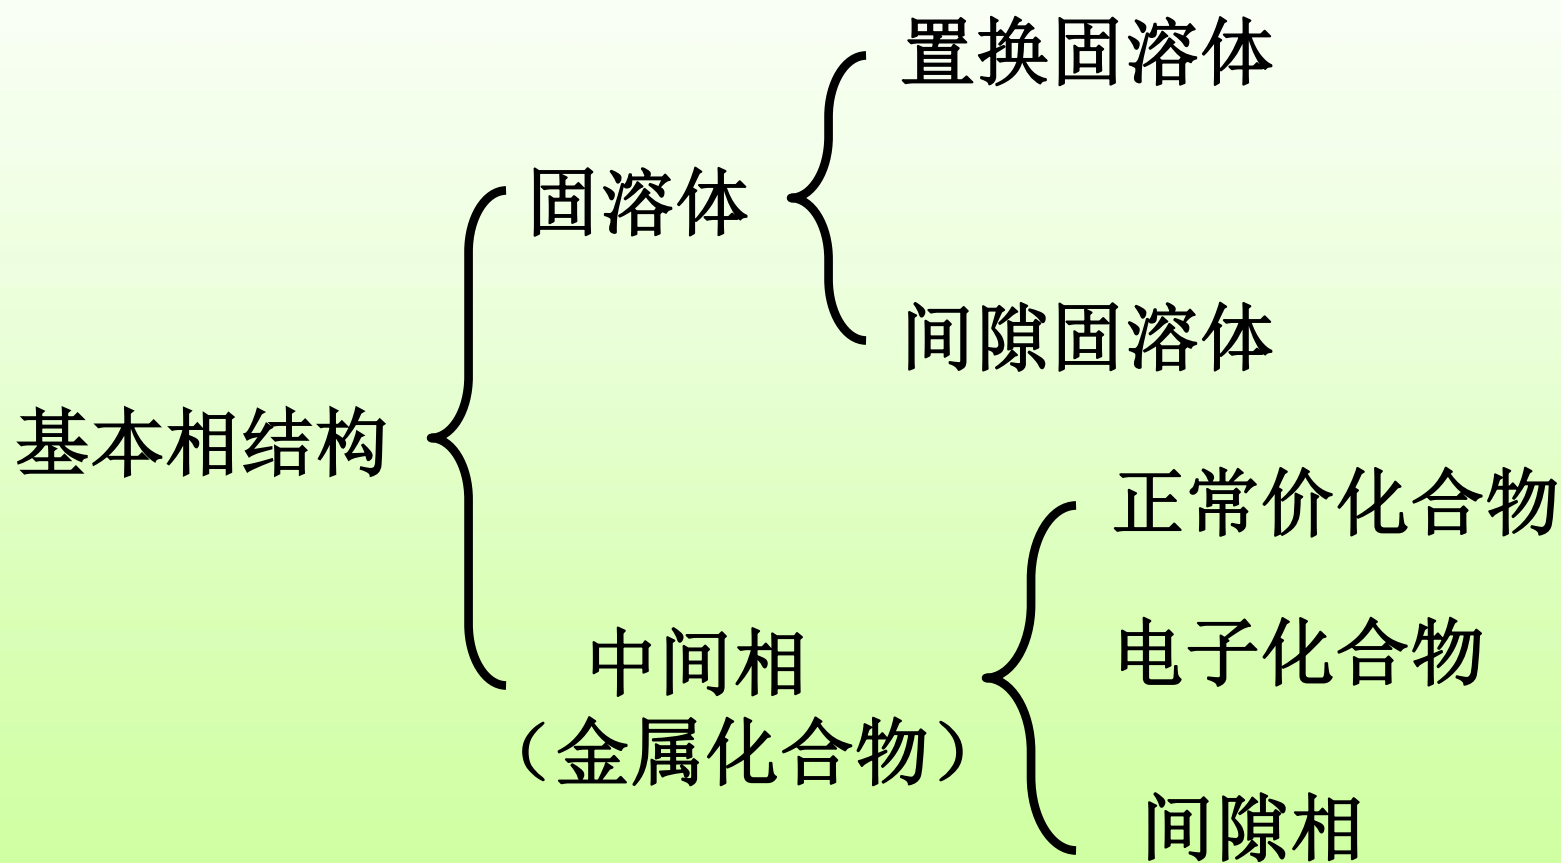 置换固溶体
固溶体
间隙固溶体
基本相结构
正常价化合物
电子化合物
中间相
（金属化合物）
间隙相